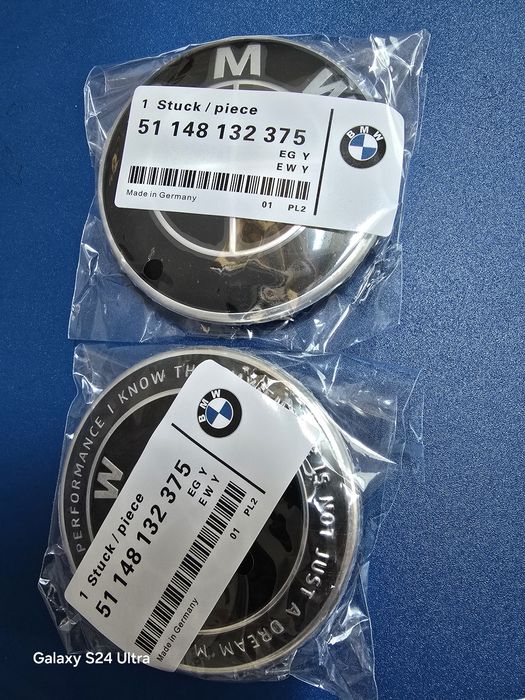 M W
1 Stuck / piece
51 148 132 375
EG Y
EW Y
Made in Germany
01 PL2
BMW
PERFORMANCE I KNOW TH
IS NOT JUST A DREAM M
W
BMW
1 Stuck / piece
51 148 132 375
EG Y
EW Y
Made in Germany
01 PL2
Galaxy S24 Ultra